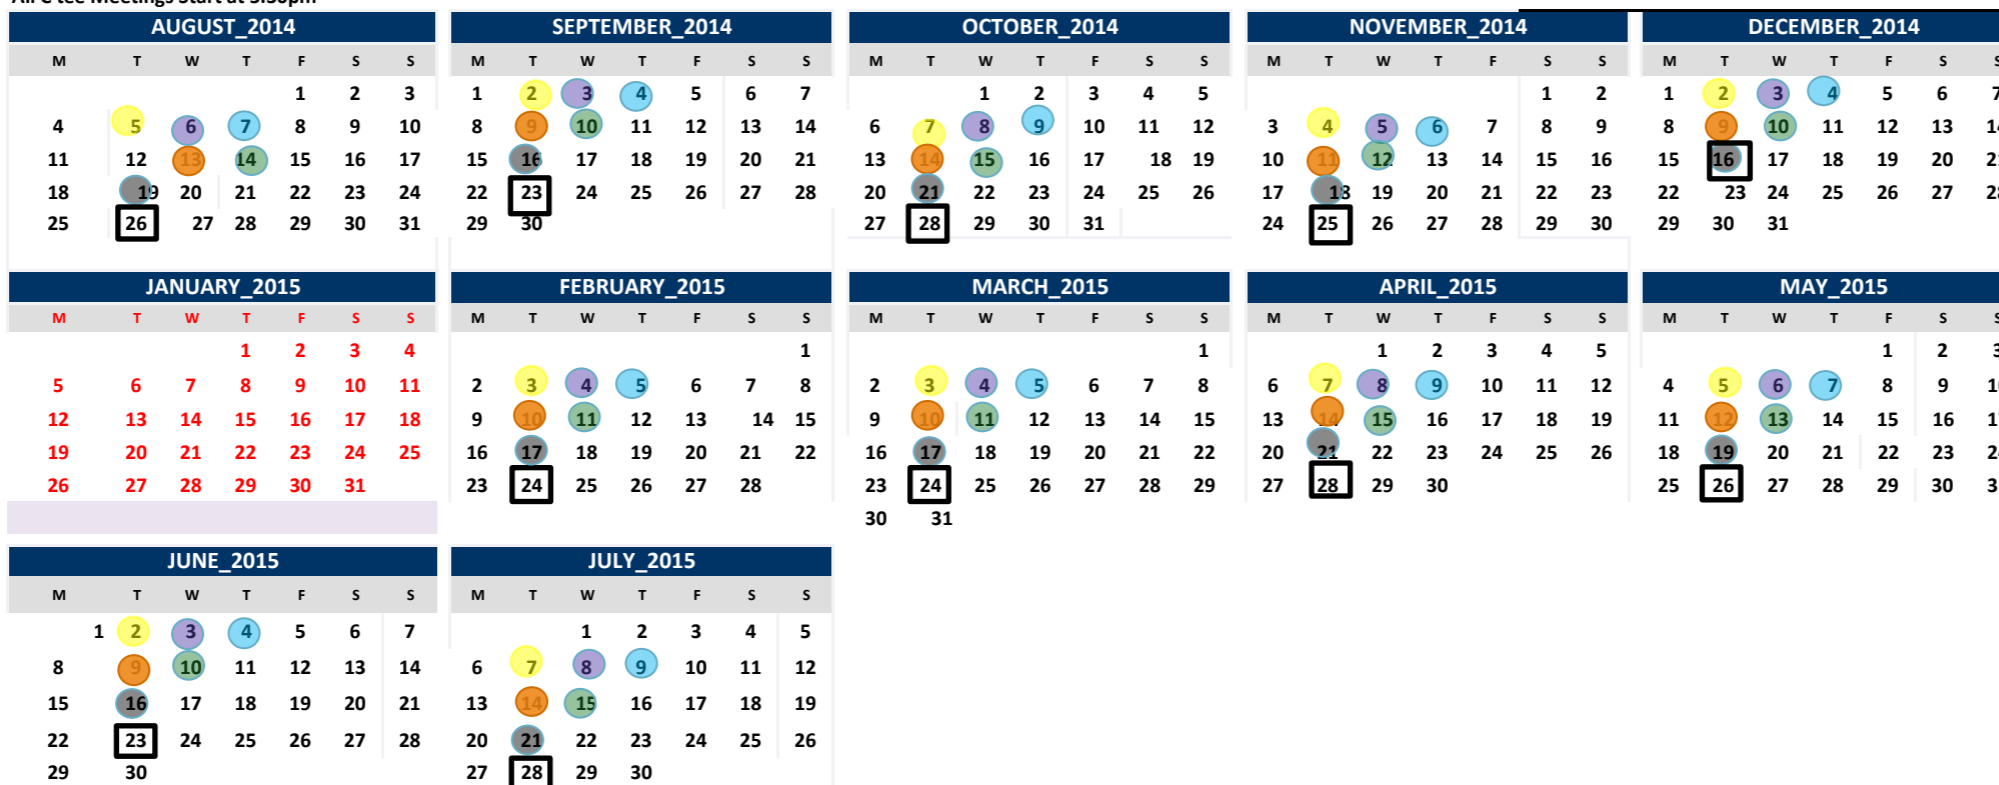 Meetings Start at
AUGUST_2014
M T W T F S S
1 2 3
4 5 6 7 8 9 10
11 12 13 14 15 16 17
18 19 20 21 22 23 24
25 26 27 28 29 30 31
SEPTEMBER_2014
M T W T F S S
1 2 3 4 5 6 7
8 9 10 11 12 13 14
15 16 17 18 19 20 21
22 23 24 25 26 27 28
29 30
OCTOBER_2014
M T W T F S S
1 2 3 4 5
6 7 8 9 10 11 12
13 14 15 16 17 18 19
20 21 22 23 24 25 26
27 28 29 30 31
NOVEMBER_2014
M T W T F S S
1 2
3 4 5 6 7 8 9
10 11 12 13 14 15 16
17 18 19 20 21 22 23
24 25 26 27 28 29 30
DECEMBER_2014
M T W T F S
1 2 3 4 5 6
8 9 10 11 12 13
15 16 17 18 19 20
22 23 24 25 26 27
29 30 31
JANUARY_2015
M T W T F S S
1 2 3 4
5 6 7 8 9 10 11
12 13 14 15 16 17 18
19 20 21 22 23 24 25
26 27 28 29 30 31
FEBRUARY_2015
M T W T F S S
1
2 3 4 5 6 7 8
9 10 11 12 13 14 15
16 17 18 19 20 21 22
23 24 25 26 27 28
MARCH_2015
M T W T F S S
1
2 3 4 5 6 7 8
9 10 11 12 13 14 15
16 17 18 19 20 21 22
23 24 25 26 27 28 29
30 31
APRIL_2015
M T W T F S S
1 2 3 4 5
6 7 8 9 10 11 12
13 14 15 16 17 18 19
20 21 22 23 24 25 26
27 28 29 30
MAY_2015
M T W T F S
1 2
4 5 6 7 8 9
11 12 13 14 15 16
18 19 20 21 22 23
25 26 27 28 29 30
JUNE_2015
M T W T F S S
1 2 3 4 5 6 7
8 9 10 11 12 13 14
15 16 17 18 19 20 21
22 23 24 25 26 27 28
29 30
JULY_2015
M T W T F S S
1 2 3 4 5
6 7 8 9 10 11 12
13 14 15 16 17 18 19
20 21 22 23 24 25 26
27 28 29 30